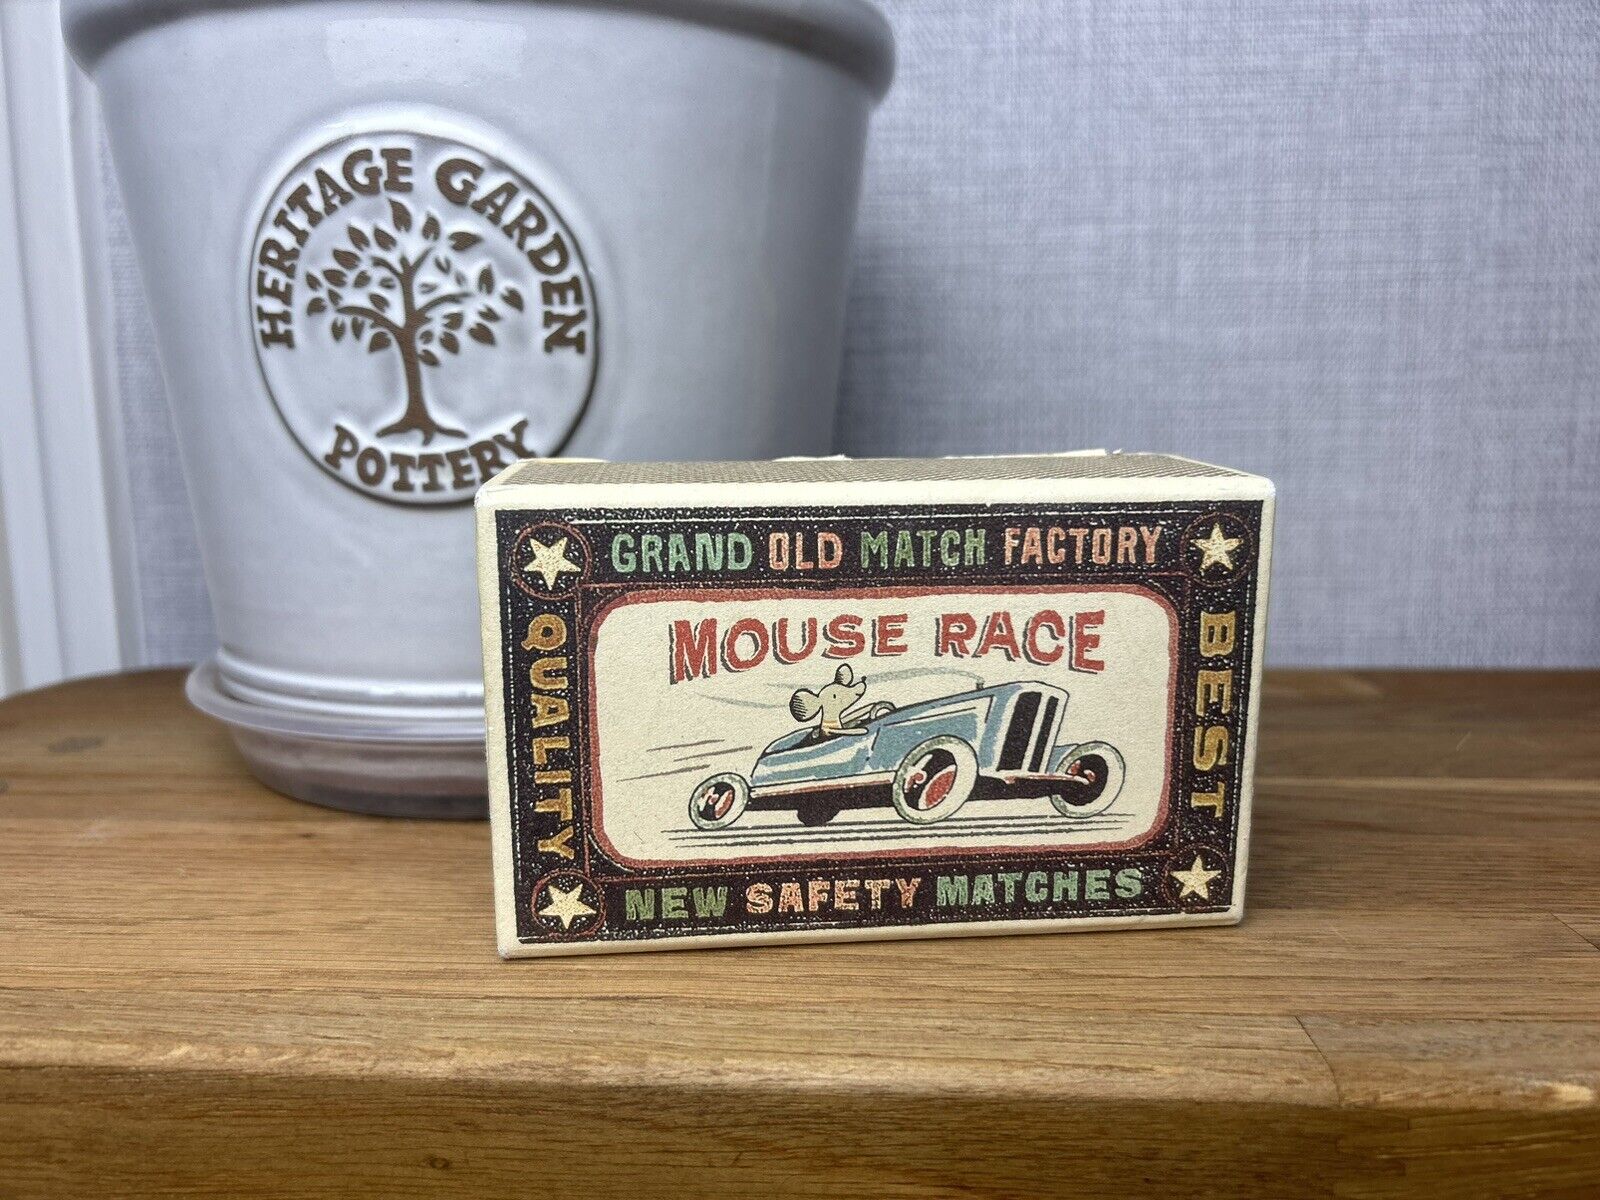 HERITAGE GARDEN
POTTERY
GRAND OLD MATCH FACTORY
MOUSE RACE
QUALITY
BEST
NEW SAFETY MATCHES